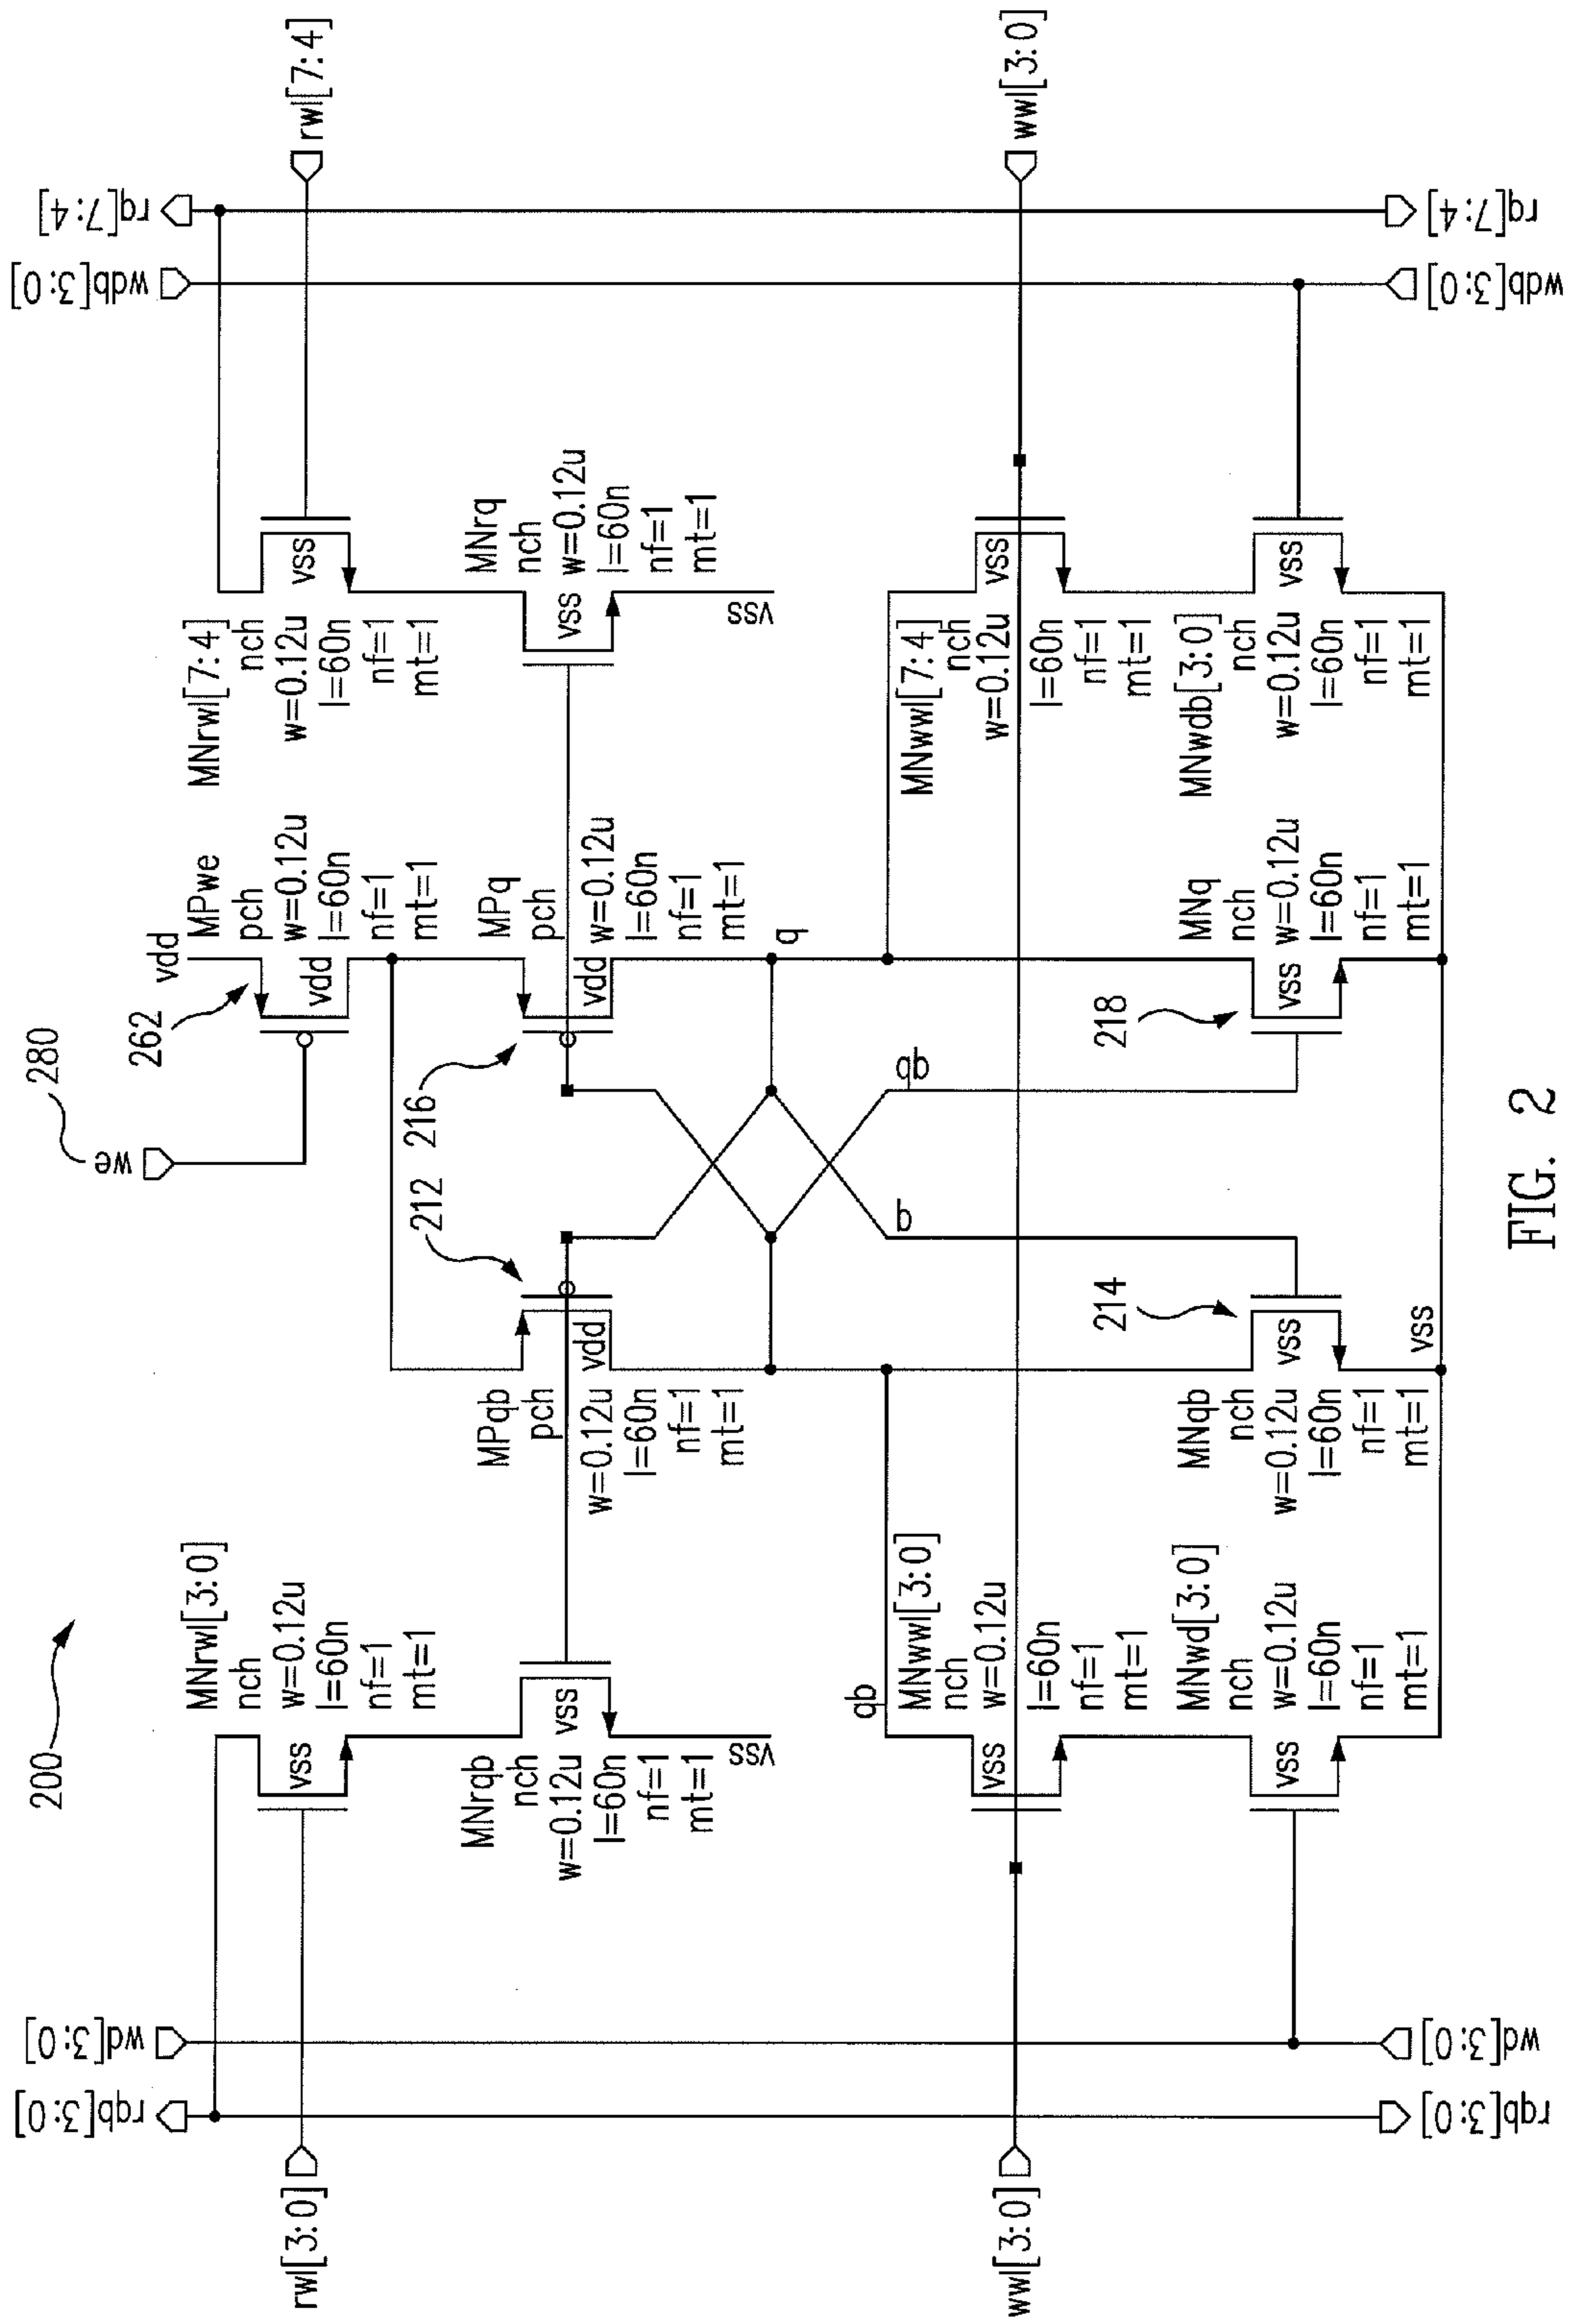 200
280
262
216
212
218
214
rqb[3:0]
wd[3:0]
we
vdd
wdb[3:0]
rq[7:4]
rwl[3:0]
rwl[7:4]
MNrwl[3:0]
nch
w=0.12u
l=60n
nf=1
mt=1
vss
MPwe
pch
w=0.12u
l=60n
nf=1
mt=1
vdd
MNrwl[7:4]
nch
w=0.12u
l=60n
nf=1
mt=1
vss
MNrqb
nch
w=0.12u
l=60n
nf=1
mt=1
vss
vss
MPqb
pch
w=0.12u
l=60n
nf=1
mt=1
vdd
MPq
pch
w=0.12u
l=60n
nf=1
mt=1
vdd
MNrq
nch
w=0.12u
l=60n
nf=1
mt=1
vss
vss
q
qb
q
qb
wwl[3:0]
wwl[3:0]
MNwwl[3:0]
nch
w=0.12u
l=60n
nf=1
mt=1
vss
MNwwl[7:4]
nch
w=0.12u
l=60n
nf=1
mt=1
vss
MNwd[3:0]
nch
w=0.12u
l=60n
nf=1
mt=1
vss
MNqb
nch
w=0.12u
l=60n
nf=1
mt=1
vss
vss
MNq
nch
w=0.12u
l=60n
nf=1
mt=1
vss
MNwdb[3:0]
nch
w=0.12u
l=60n
nf=1
mt=1
vss
rqb[3:0]
wd[3:0]
wdb[3:0]
rq[7:4]
FIG. 2